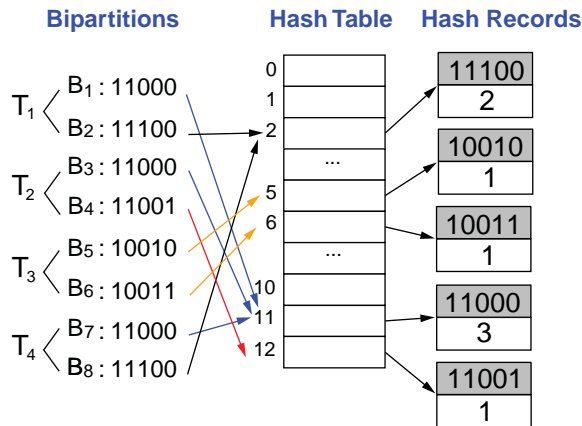 Bipartitions Hash Table Hash Records
T1
B1 : 11000
B2 : 11100
T2
B3 : 11000
B4 : 11001
T3
B5 : 10010
B6 : 10011
T4
B7 : 11000
B8 : 11100
0
1
2
...
5
6
...
10
11
12
11100
2
10010
1
10011
1
11000
3
11001
1